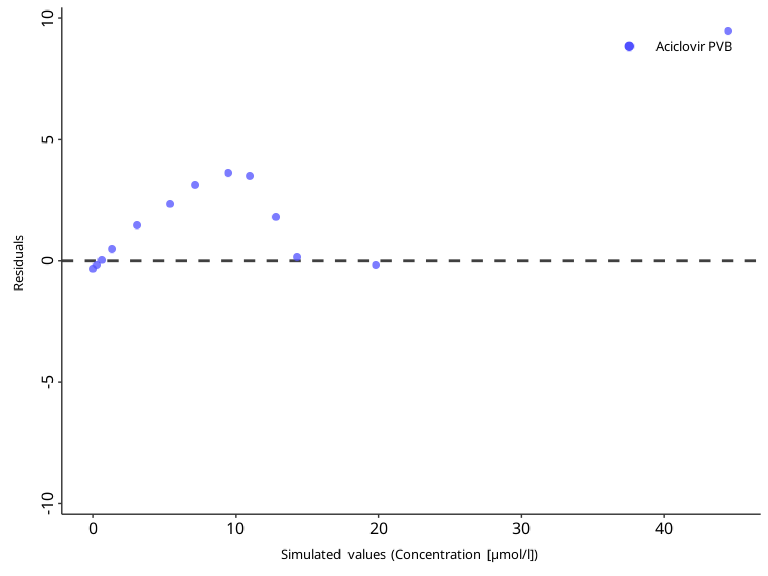 10
Aciclovir PVB
5
0
-5
-10
Residuals
0 10 20 30 40
Simulated values (Concentration [µmol/l])